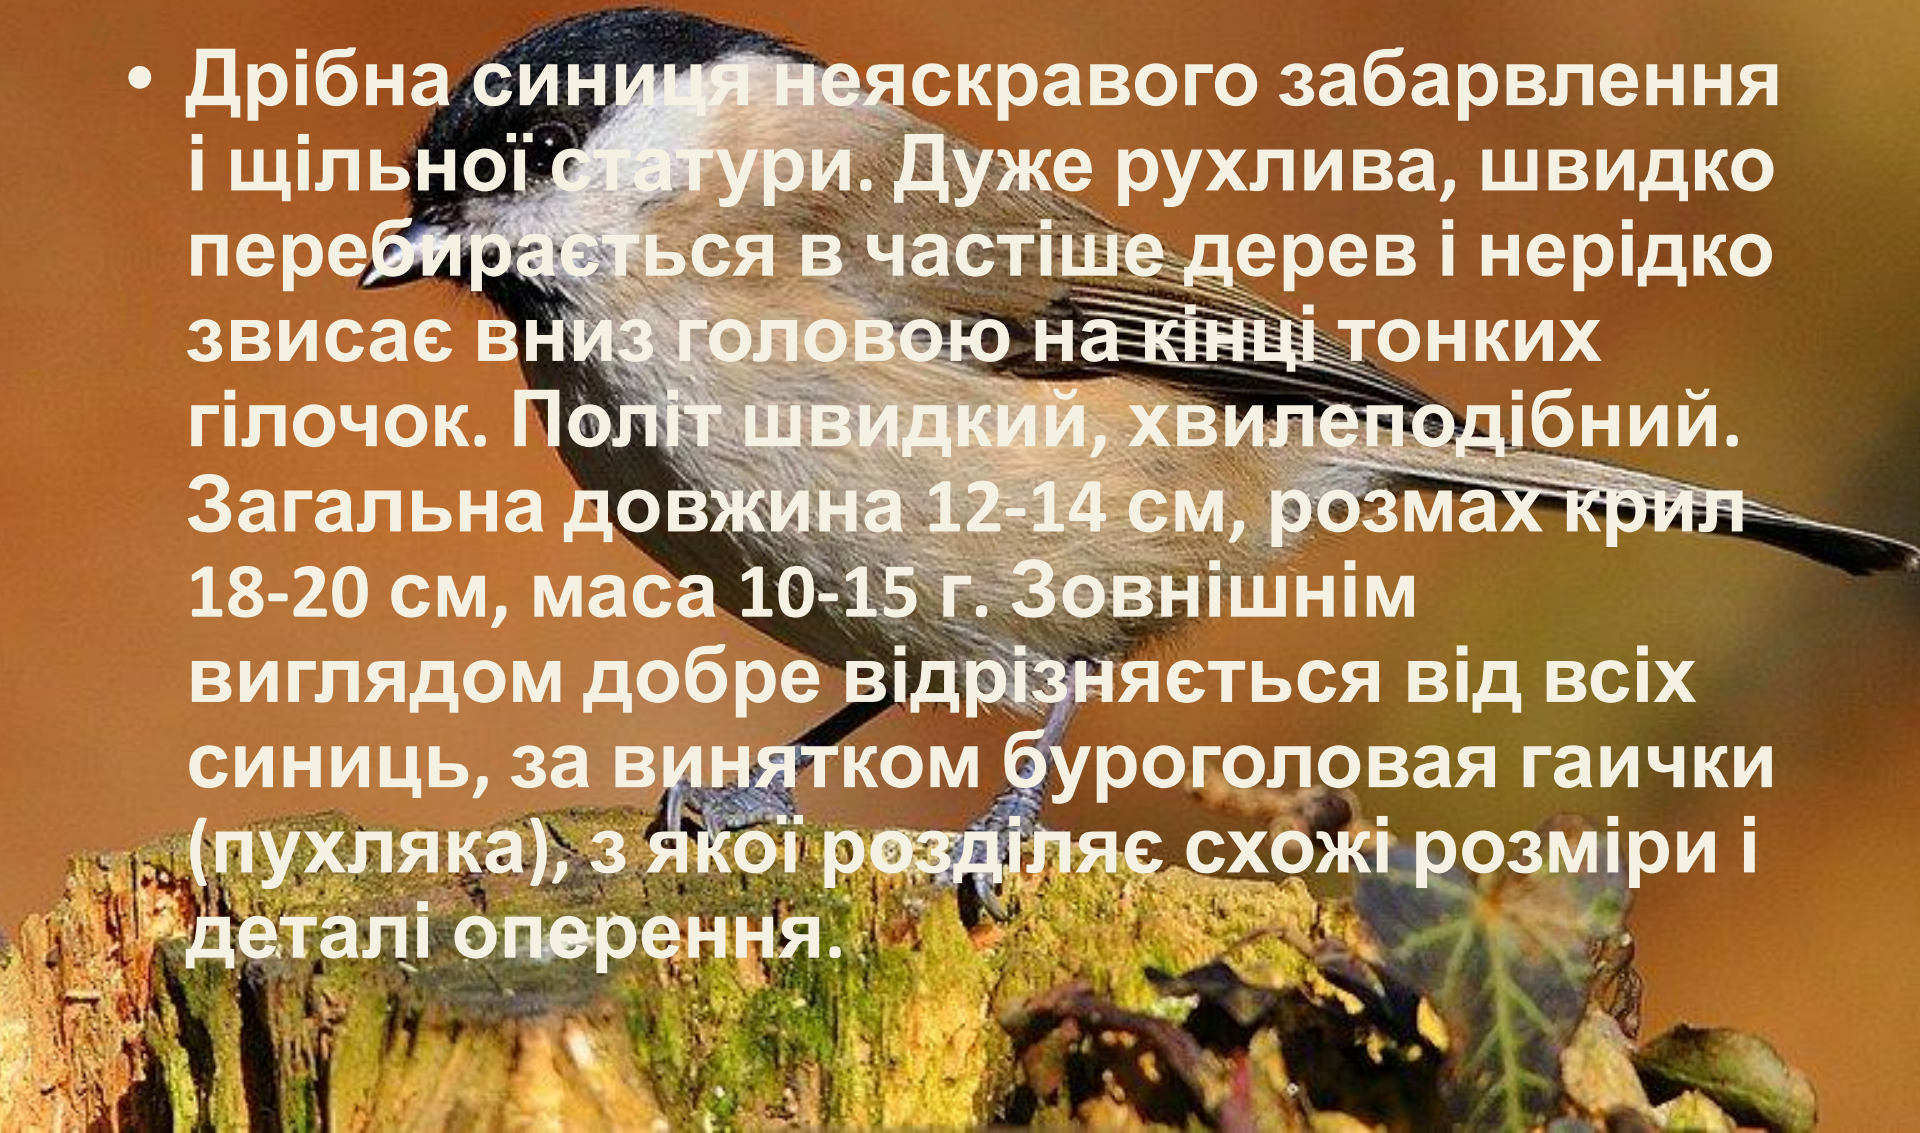 • Дрібна синиця неяскравого забарвлення
і щільної статури. Дуже рухлива, швидко
перебирається в частіше дерев і нерідко
звисає вниз головою на кінці тонких
гілочок. Політ швидкий, хвилеподібний.
Загальна довжина 12-14 см, розмах крил
18-20 см, маса 10-15 г. Зовнішнім
виглядом добре відрізняється від всіх
синиць, за винятком буроголовая гаички
(пухляка), з якої розділяє схожі розміри і
деталі оперення.